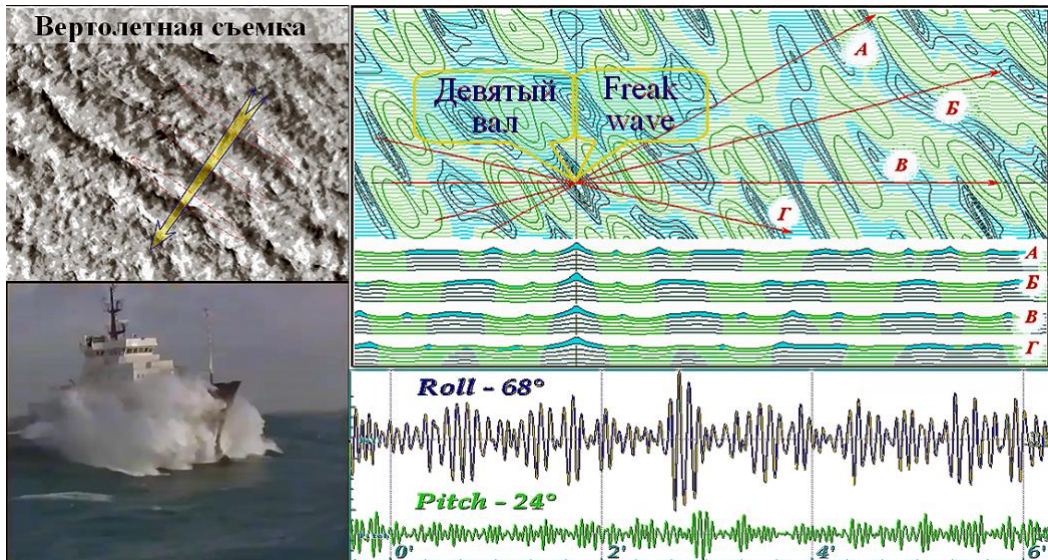 Вертолетная съемка
Девятый
вал
Freak
wave
А
Б
В
Г
А
Б
В
Г
Roll - 68°
Pitch - 24°
0'
2'
4'
6'